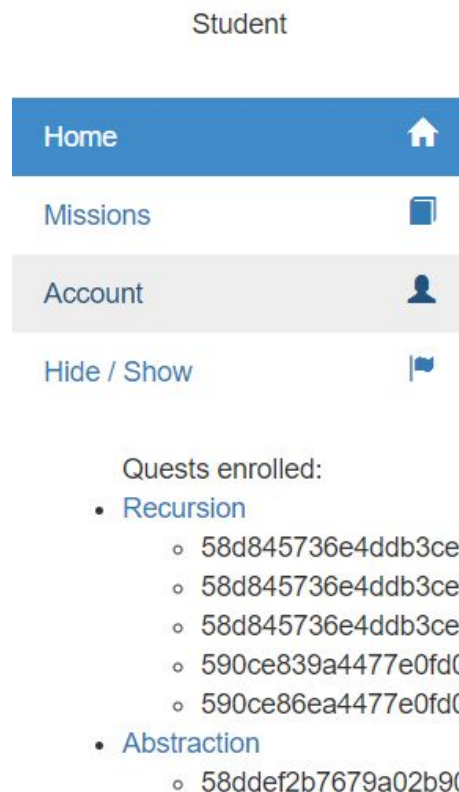 Student
Home
Missions
Account
Hide / Show
Quests enrolled:
Recursion
58d845736e4ddb3ce
58d845736e4ddb3ce
58d845736e4ddb3ce
590ce839a4477e0fd0
590ce86ea4477e0fd0
Abstraction
58ddef2b7679a02b90